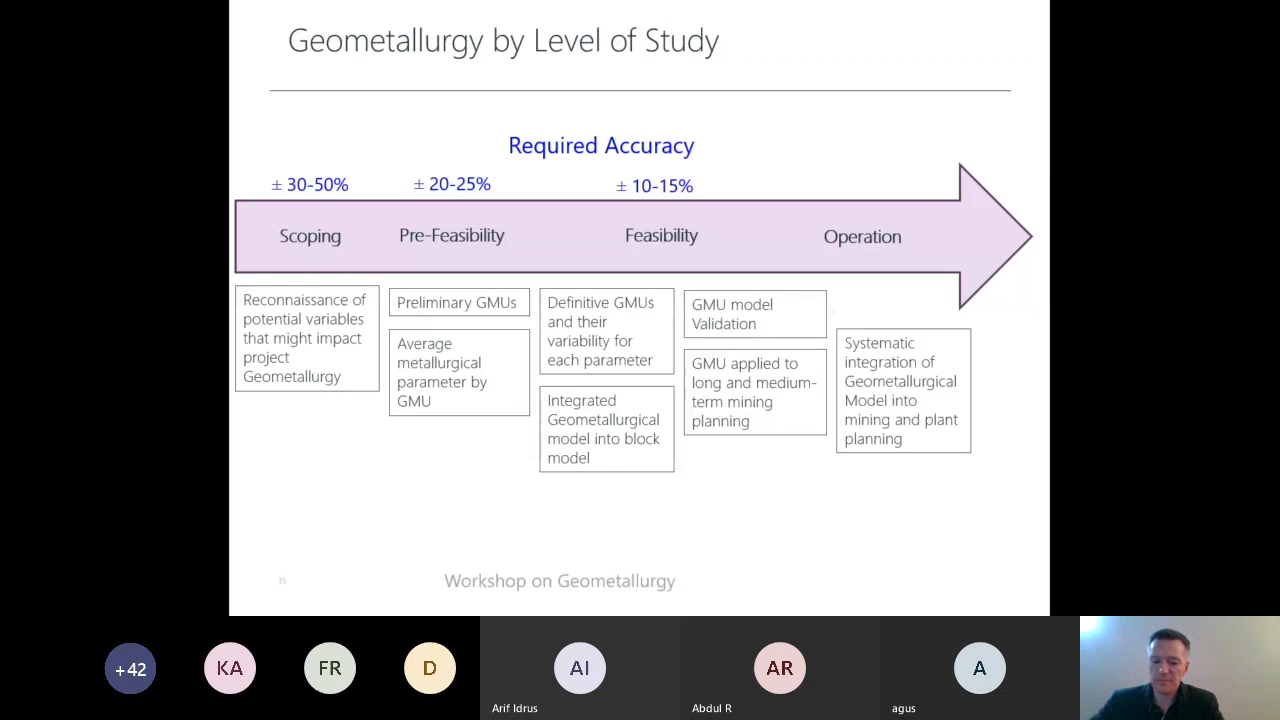 Geometallurgy by Level of Study
Required Accuracy
± 30-50%
± 20-25%
± 10-15%
Scoping
Pre-Feasibility
Feasibility
Operation
Reconnaissance of
potential variables
that might impact
project
Geometallurgy
Preliminary GMUs
Average
metallurgical
parameter by
GMU
Definitive GMUs
and their
variability for
each parameter
Integrated
Geometallurgical
model into block
model
GMU model
Validation
GMU applied to
long and medium-
term mining
planning
Systematic
integration of
Geometallurgical
Model into
mining and plant
planning
15
Workshop on Geometallurgy
+42
KA
FR
D
AI
Arif Idrus
AR
Abdul R
A
agus